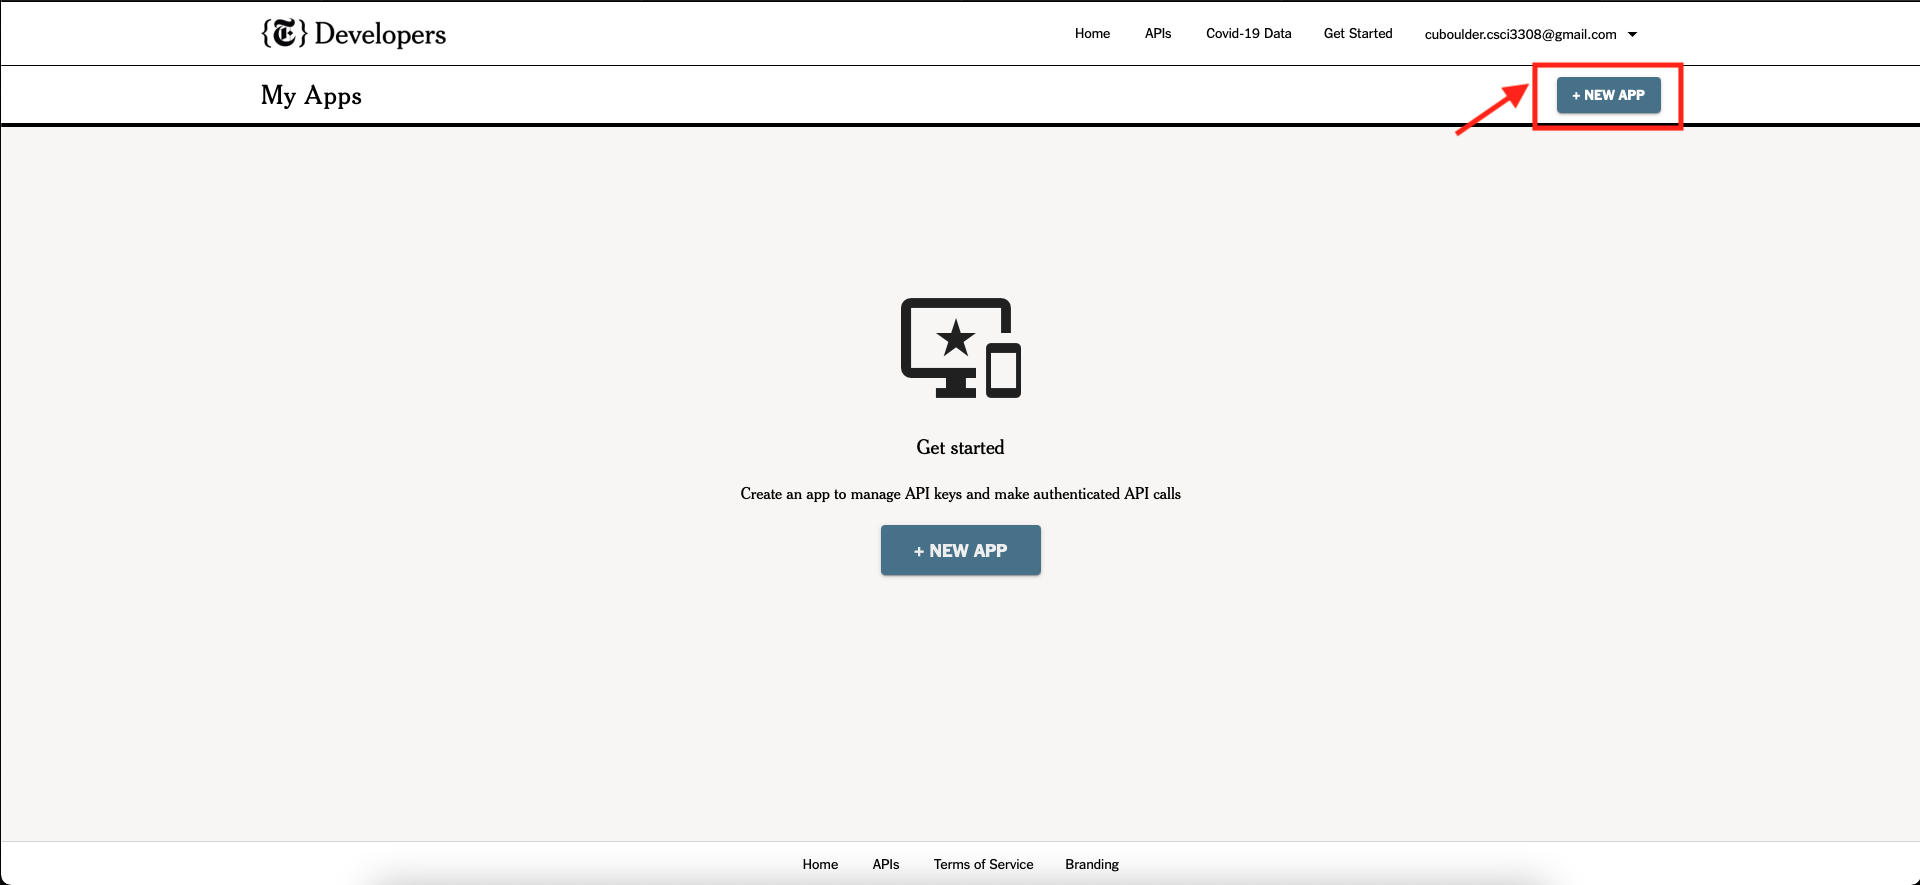 {T} Developers
Home APIs Covid-19 Data Get Started cuboulder.csci3308@gmail.com
My Apps
+ NEW APP
Get started
Create an app to manage API keys and make authenticated API calls
+ NEW APP
Home APIs Terms of Service Branding